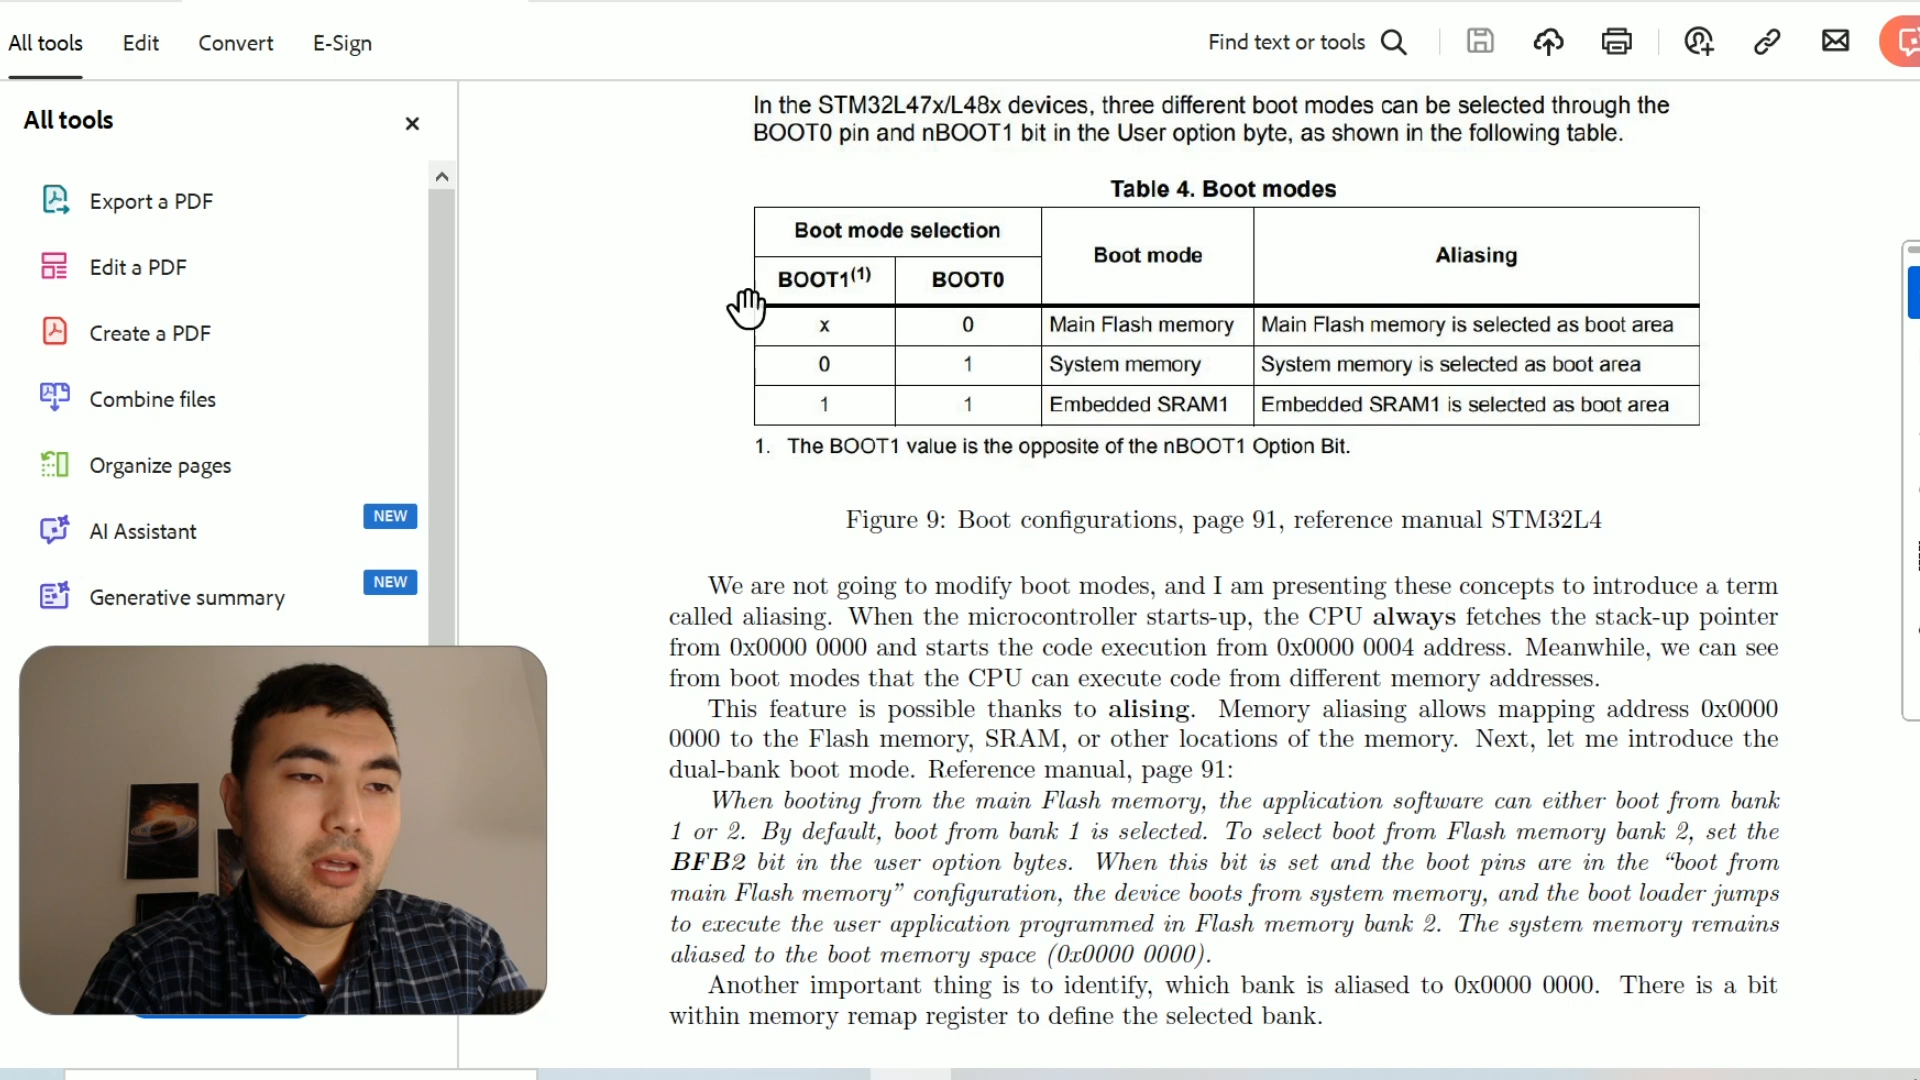 All tools
Edit
Convert
E-Sign
Find text or tools
All tools
Export a PDF
Edit a PDF
Create a PDF
Combine files
Organize pages
AI Assistant
NEW
Generative summary
NEW
In the STM32L47x/L48x devices, three different boot modes can be selected through the
BOOT0 pin and nBOOT1 bit in the User option byte, as shown in the following table.
Table 4. Boot modes
Boot mode selection
Boot mode
Aliasing
BOOT1(1)
BOOT0
x 0 Main Flash memory Main Flash memory is selected as boot area
0 1 System memory System memory is selected as boot area
1 1 Embedded SRAM1 Embedded SRAM1 is selected as boot area
1. The BOOT1 value is the opposite of the nBOOT1 Option Bit.
Figure 9: Boot configurations, page 91, reference manual STM32L4
We are not going to modify boot modes, and I am presenting these concepts to introduce a term
called aliasing. When the microcontroller starts-up, the CPU always fetches the stack-up pointer
from 0x0000 0000 and starts the code execution from 0x0000 0004 address. Meanwhile, we can see
from boot modes that the CPU can execute code from different memory addresses.
This feature is possible thanks to alising. Memory aliasing allows mapping address 0x0000
0000 to the Flash memory, SRAM, or other locations of the memory. Next, let me introduce the
dual-bank boot mode. Reference manual, page 91:
When booting from the main Flash memory, the application software can either boot from bank
1 or 2. By default, boot from bank 1 is selected. To select boot from Flash memory bank 2, set the
BFB2 bit in the user option bytes. When this bit is set and the boot pins are in the “boot from
main Flash memory” configuration, the device boots from system memory, and the boot loader jumps
to execute the user application programmed in Flash memory bank 2. The system memory remains
aliased to the boot memory space (0x0000 0000).
Another important thing is to identify, which bank is aliased to 0x0000 0000. There is a bit
within memory remap register to define the selected bank.